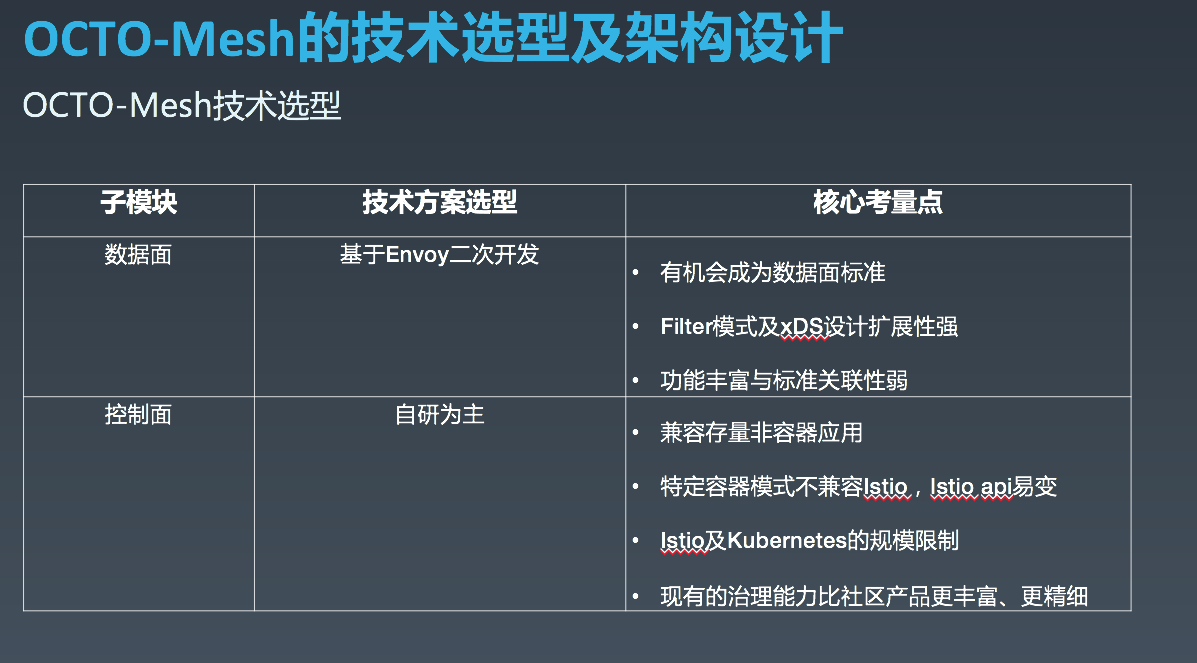 OCTO-Mesh的技术选型及架构设计
OCTO-Mesh技术选型
子模块 技术方案选型 核心考量点
数据面 基于Envoy二次开发
• 有机会成为数据面标准
• Filter模式及xDS设计扩展性强
• 功能丰富与标准关联性弱
控制面 自研为主
• 兼容存量非容器应用
• 特定容器模式不兼容Istio，Istio api易变
• Istio及Kubernetes的规模限制
• 现有的治理能力比社区产品更丰富、更精细